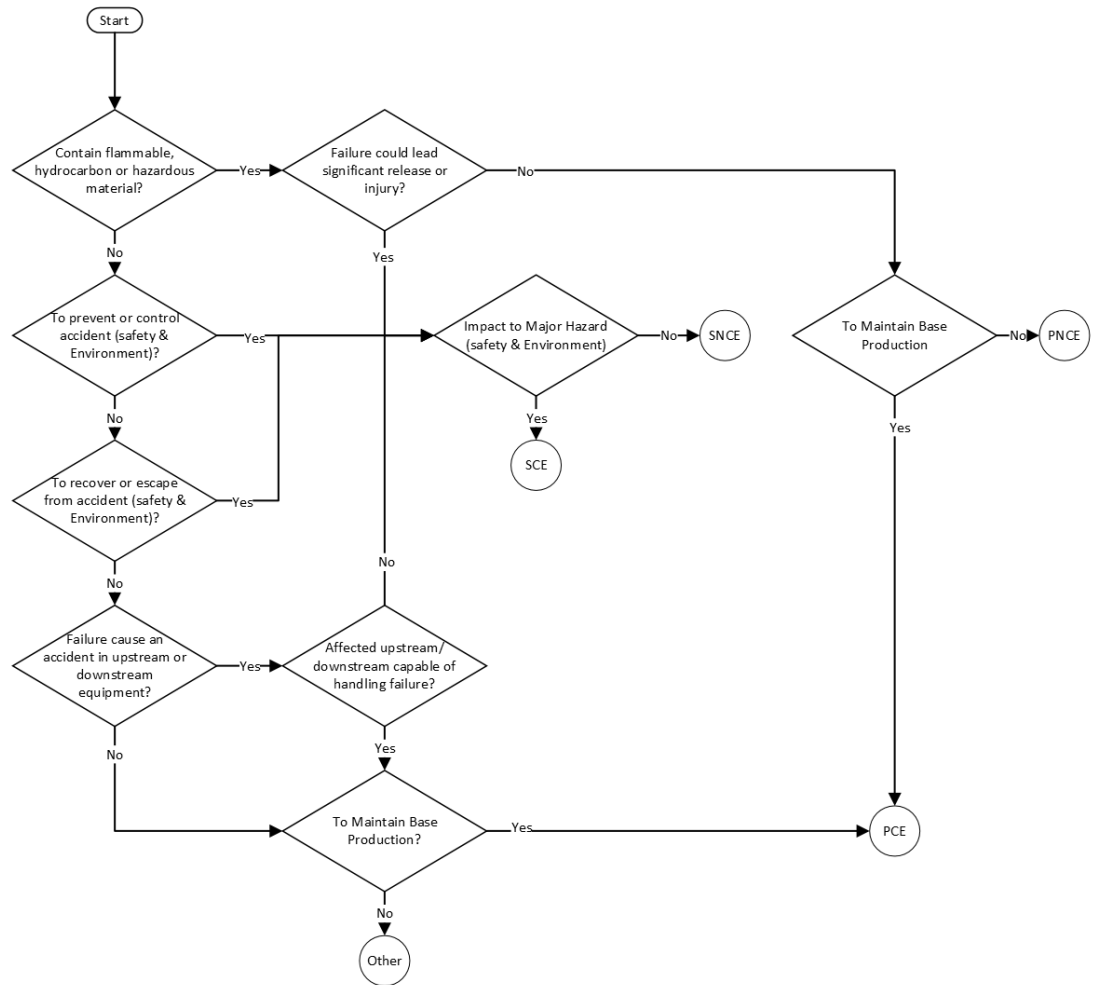 Start
Contain flammable,
hydrocarbon or hazardous
material?
Yes
Failure could lead
significant release or
injury?
No
No
Yes
To prevent or control
accident (safety &
Environment)?
Yes
Impact to Major Hazard
(safety & Environment)
No
SNCE
To Maintain Base
Production
No
PNCE
No
Yes
Yes
SCE
To recover or escape
from accident (safety &
Environment)?
Yes
No
No
Failure cause an
accident in upstream or
downstream
equipment?
Yes
Affected upstream/
downstream capable of
handling failure?
No
Yes
To Maintain Base
Production?
Yes
PCE
No
Other